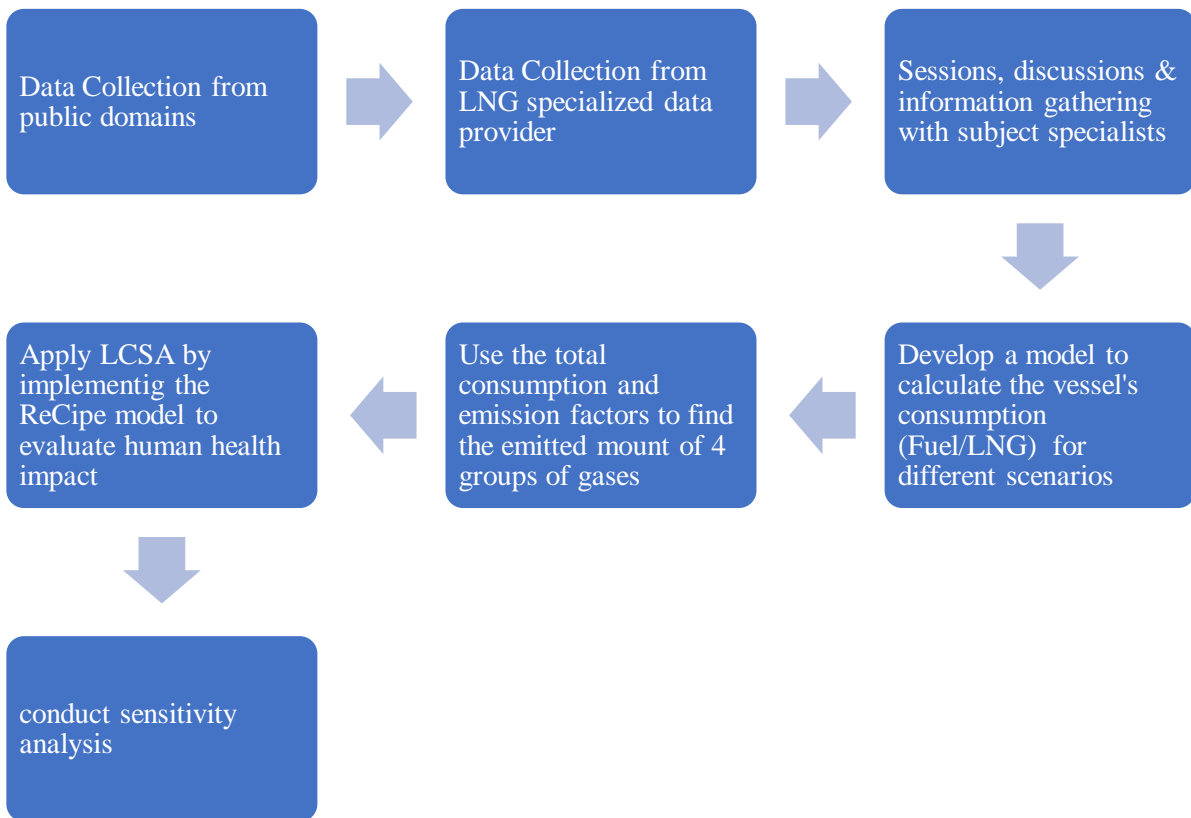 Data Collection from
public domains
Data Collection from
LNG specialized data
provider
Sessions, discussions &
information gathering
with subject specialists
Develop a model to
calculate the vessel's
consumption
(Fuel/LNG) for
different scenarios
Use the total
consumption and
emission factors to find
the emitted mount of 4
groups of gases
Apply LCSA by
implementig the
ReCipe model to
evaluate human health
impact
conduct sensitivity
analysis